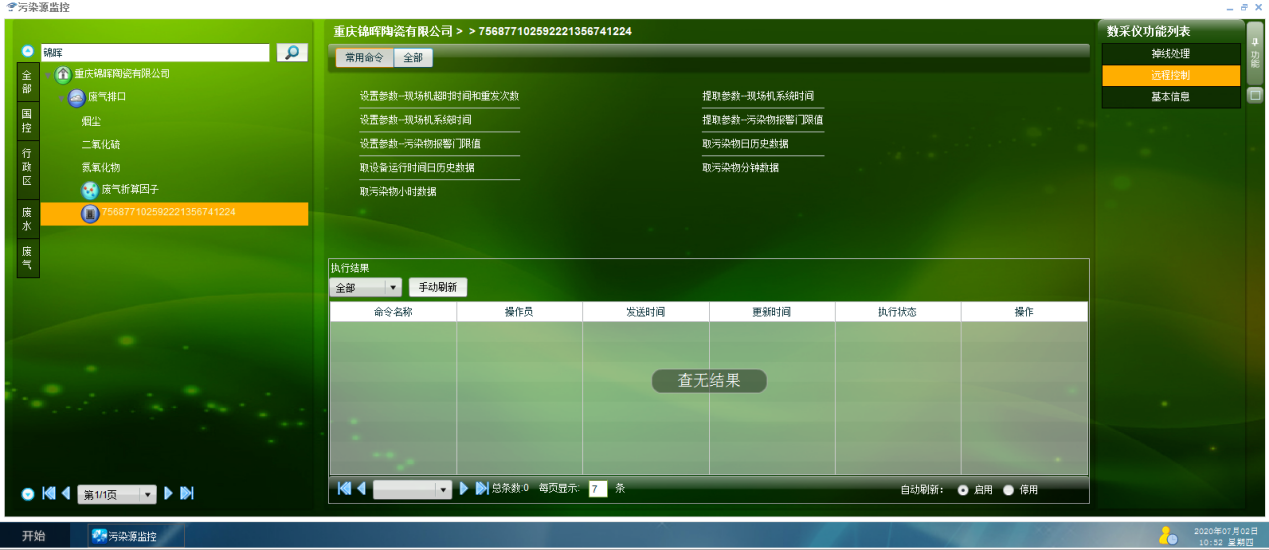 污染源监控
锦晖
全部
国控
行政区
废水
废气
重庆锦晖陶瓷有限公司
废气排口
烟尘
二氧化硫
氮氧化物
废气折算因子
756877102592221356741224
第1/1页
重庆锦晖陶瓷有限公司 > > 756877102592221356741224
常用命令 全部
设置参数--现场机超时时间和重发次数 提取参数--现场机系统时间
设置参数--现场机系统时间 提取参数--污染物报警门限值
设置参数--污染物报警门限值 取污染物日历史数据
取设备运行时间日历史数据 取污染物分钟数据
取污染物小时数据
执行结果
全部 手动刷新
命令名称 操作员 发送时间 更新时间 执行状态 操作
查无结果
总条数:0 每页显示: 7 条 自动刷新: 启用 停用
数采仪功能列表
掉线处理
远程控制
基本信息
功能
开始 污染源监控
2020年07月02日
10:52 星期四